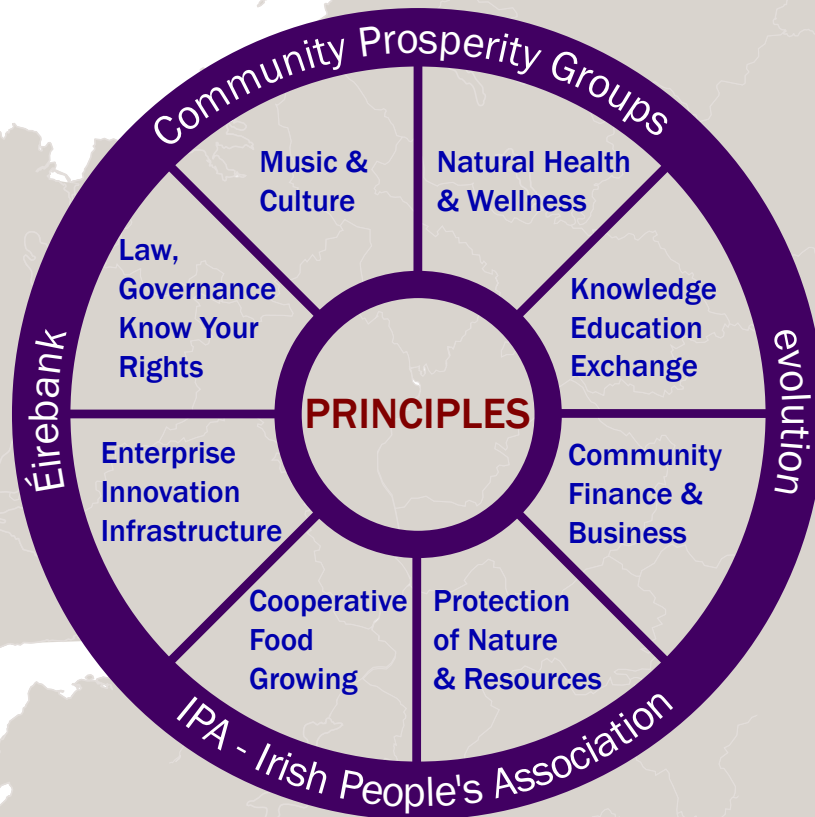 Community Prosperity Groups
Music &
Culture
Natural Health
& Wellness
Law,
Governance
Know Your
Rights
Knowledge
Education
Exchange
Éirebank
evolution
PRINCIPLES
Enterprise
Innovation
Infrastructure
Community
Finance &
Business
Cooperative
Food
Growing
Protection
of Nature
& Resources
IPA - Irish People's Association